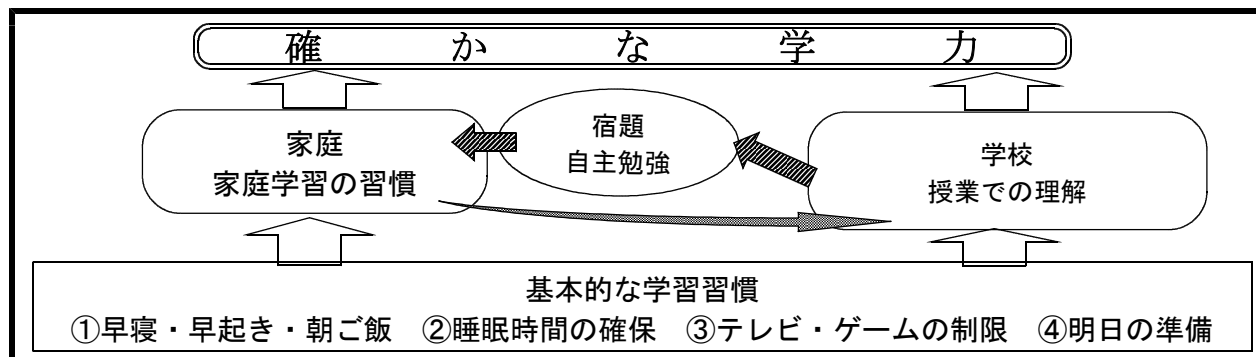 確かな学力
宿題
自主勉強
家庭
家庭学習の習慣
学校
授業での理解
基本的な学習習慣
①早寝・早起き・朝ご飯　②睡眠時間の確保　③テレビ・ゲームの制限　④明日の準備